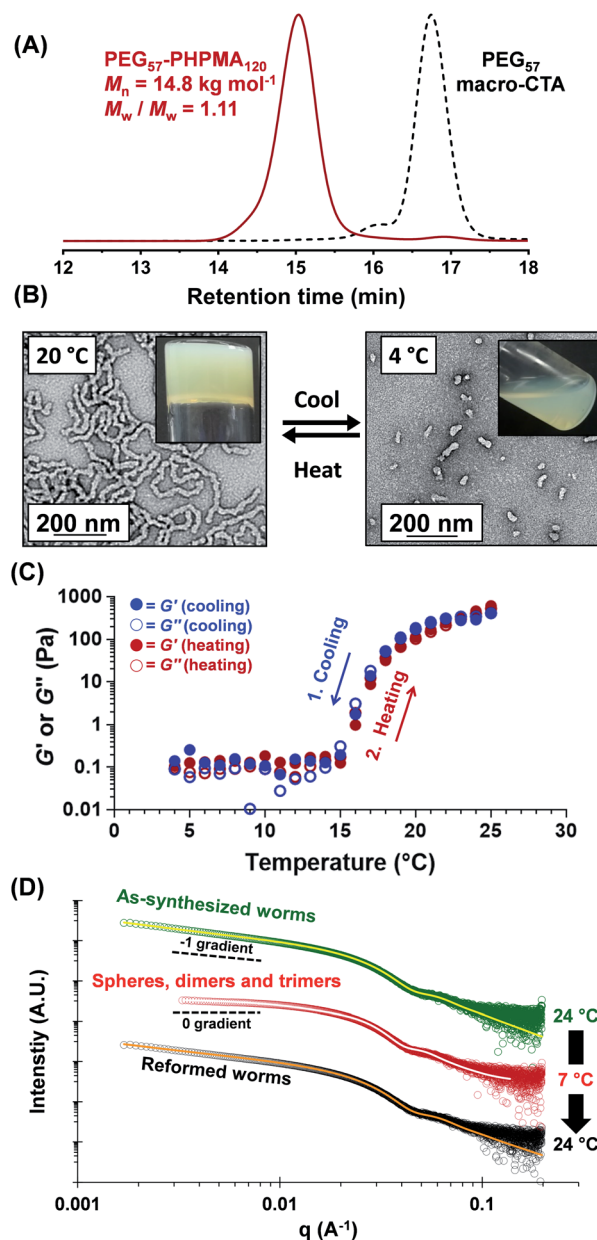 (A)
PEG57-PHPMA120
Mn = 14.8 kg mol-1
Mw / Mw = 1.11
PEG57
macro-CTA
12 13 14 15 16 17 18
Retention time (min)
(B)
20 °C
200 nm
Cool
Heat
4 °C
200 nm
(C)
= G′ (cooling)
= G″ (cooling)
= G′ (heating)
= G″ (heating)
1. Cooling
2. Heating
G′ or G″ (Pa)
1000
100
10
1
0.1
0.01
0 5 10 15 20 25 30
Temperature (°C)
(D)
As-synthesized worms
-1 gradient
Spheres, dimers and trimers
0 gradient
Reformed worms
24 °C
7 °C
24 °C
Intenstiy (A.U.)
0.001 0.01 0.1
q (A-1)